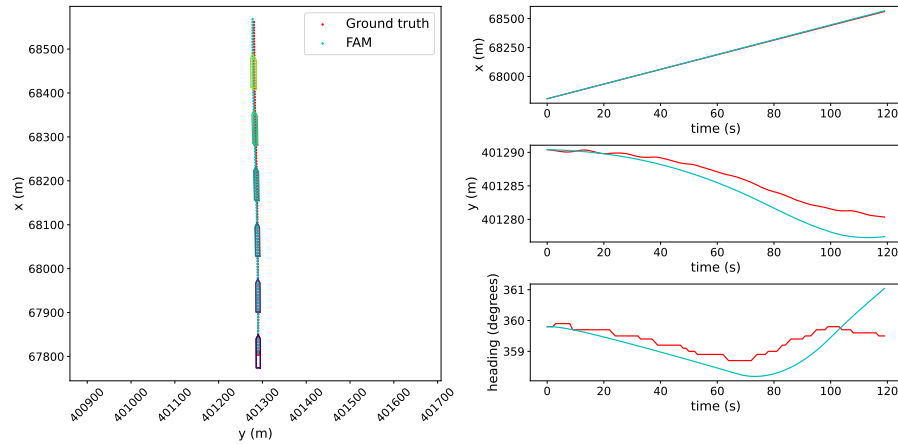 Ground truth
FAM
x (m)
68500
68400
68300
68200
68100
68000
67900
67800
400900
401000
401100
401200
401300
401400
401500
401600
401700
y (m)
x (m)
68500
68250
68000
0 20 40 60 80 100 120
time (s)
y (m)
401290
401285
401280
0 20 40 60 80 100 120
time (s)
heading (degrees)
361
360
359
0 20 40 60 80 100 120
time (s)